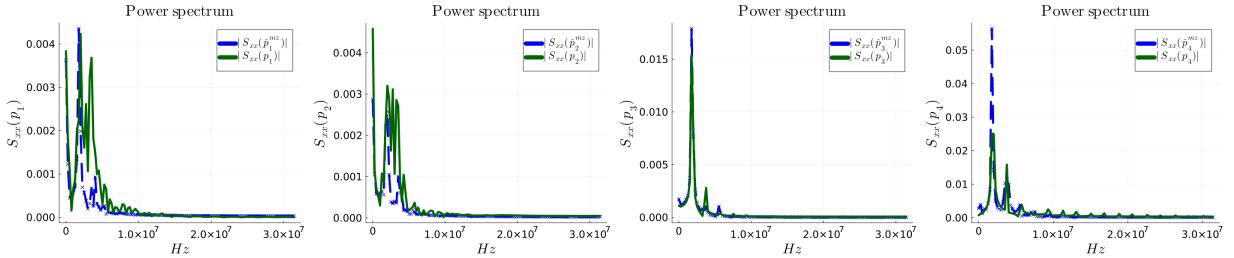 Power spectrum
S_xx(p_1)
0.004
0.003
0.002
0.001
0.000
| S_xx(p̂_1^mz)|
| S_xx(p_1)|
0
1.0×10^7
2.0×10^7
3.0×10^7
Hz
Power spectrum
S_xx(p_2)
0.004
0.003
0.002
0.001
0.000
| S_xx(p̂_2^mz)|
| S_xx(p_2)|
0
1.0×10^7
2.0×10^7
3.0×10^7
Hz
Power spectrum
S_xx(p_3)
0.015
0.010
0.005
0.000
| S_xx(p̂_3^mz)|
| S_xx(p_3)|
0
1.0×10^7
2.0×10^7
3.0×10^7
Hz
Power spectrum
S_xx(p_4)
0.05
0.04
0.03
0.02
0.01
0.00
| S_xx(p̂_4^mz)|
| S_xx(p_4)|
0
1.0×10^7
2.0×10^7
3.0×10^7
Hz